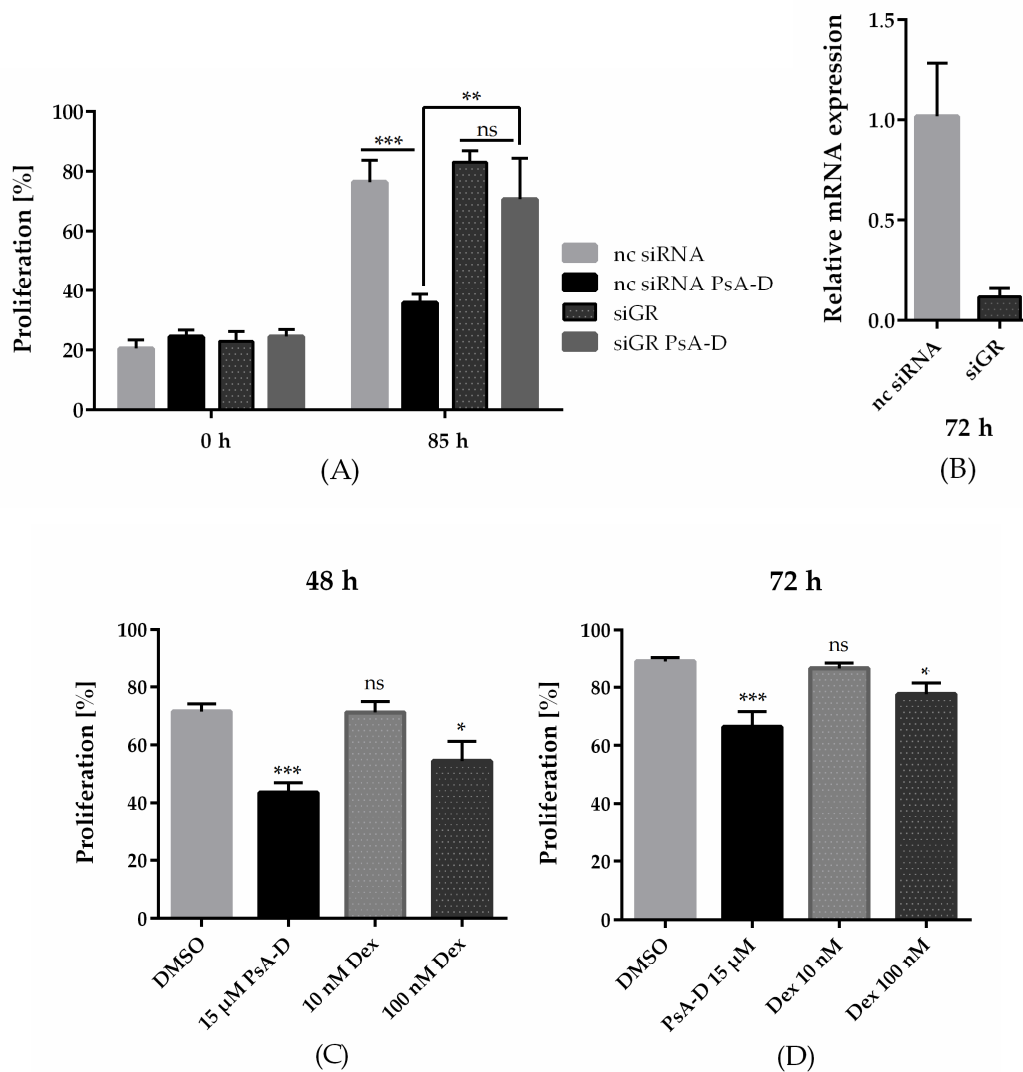 Proliferation [%]
100
80
60
40
20
0
***
**
ns
0 h
85 h
nc siRNA
nc siRNA PsA-D
siGR
siGR PsA-D
(A)
Relative mRNA expression
1.5
1.0
0.5
0.0
nc siRNA
siGR
72 h
(B)
48 h
Proliferation [%]
100
80
60
40
20
0
***
ns
*
DMSO
15 µM PsA-D
10 nM Dex
100 nM Dex
(C)
72 h
Proliferation [%]
100
80
60
40
20
0
***
ns
*
DMSO
PsA-D 15 µM
Dex 10 nM
Dex 100 nM
(D)